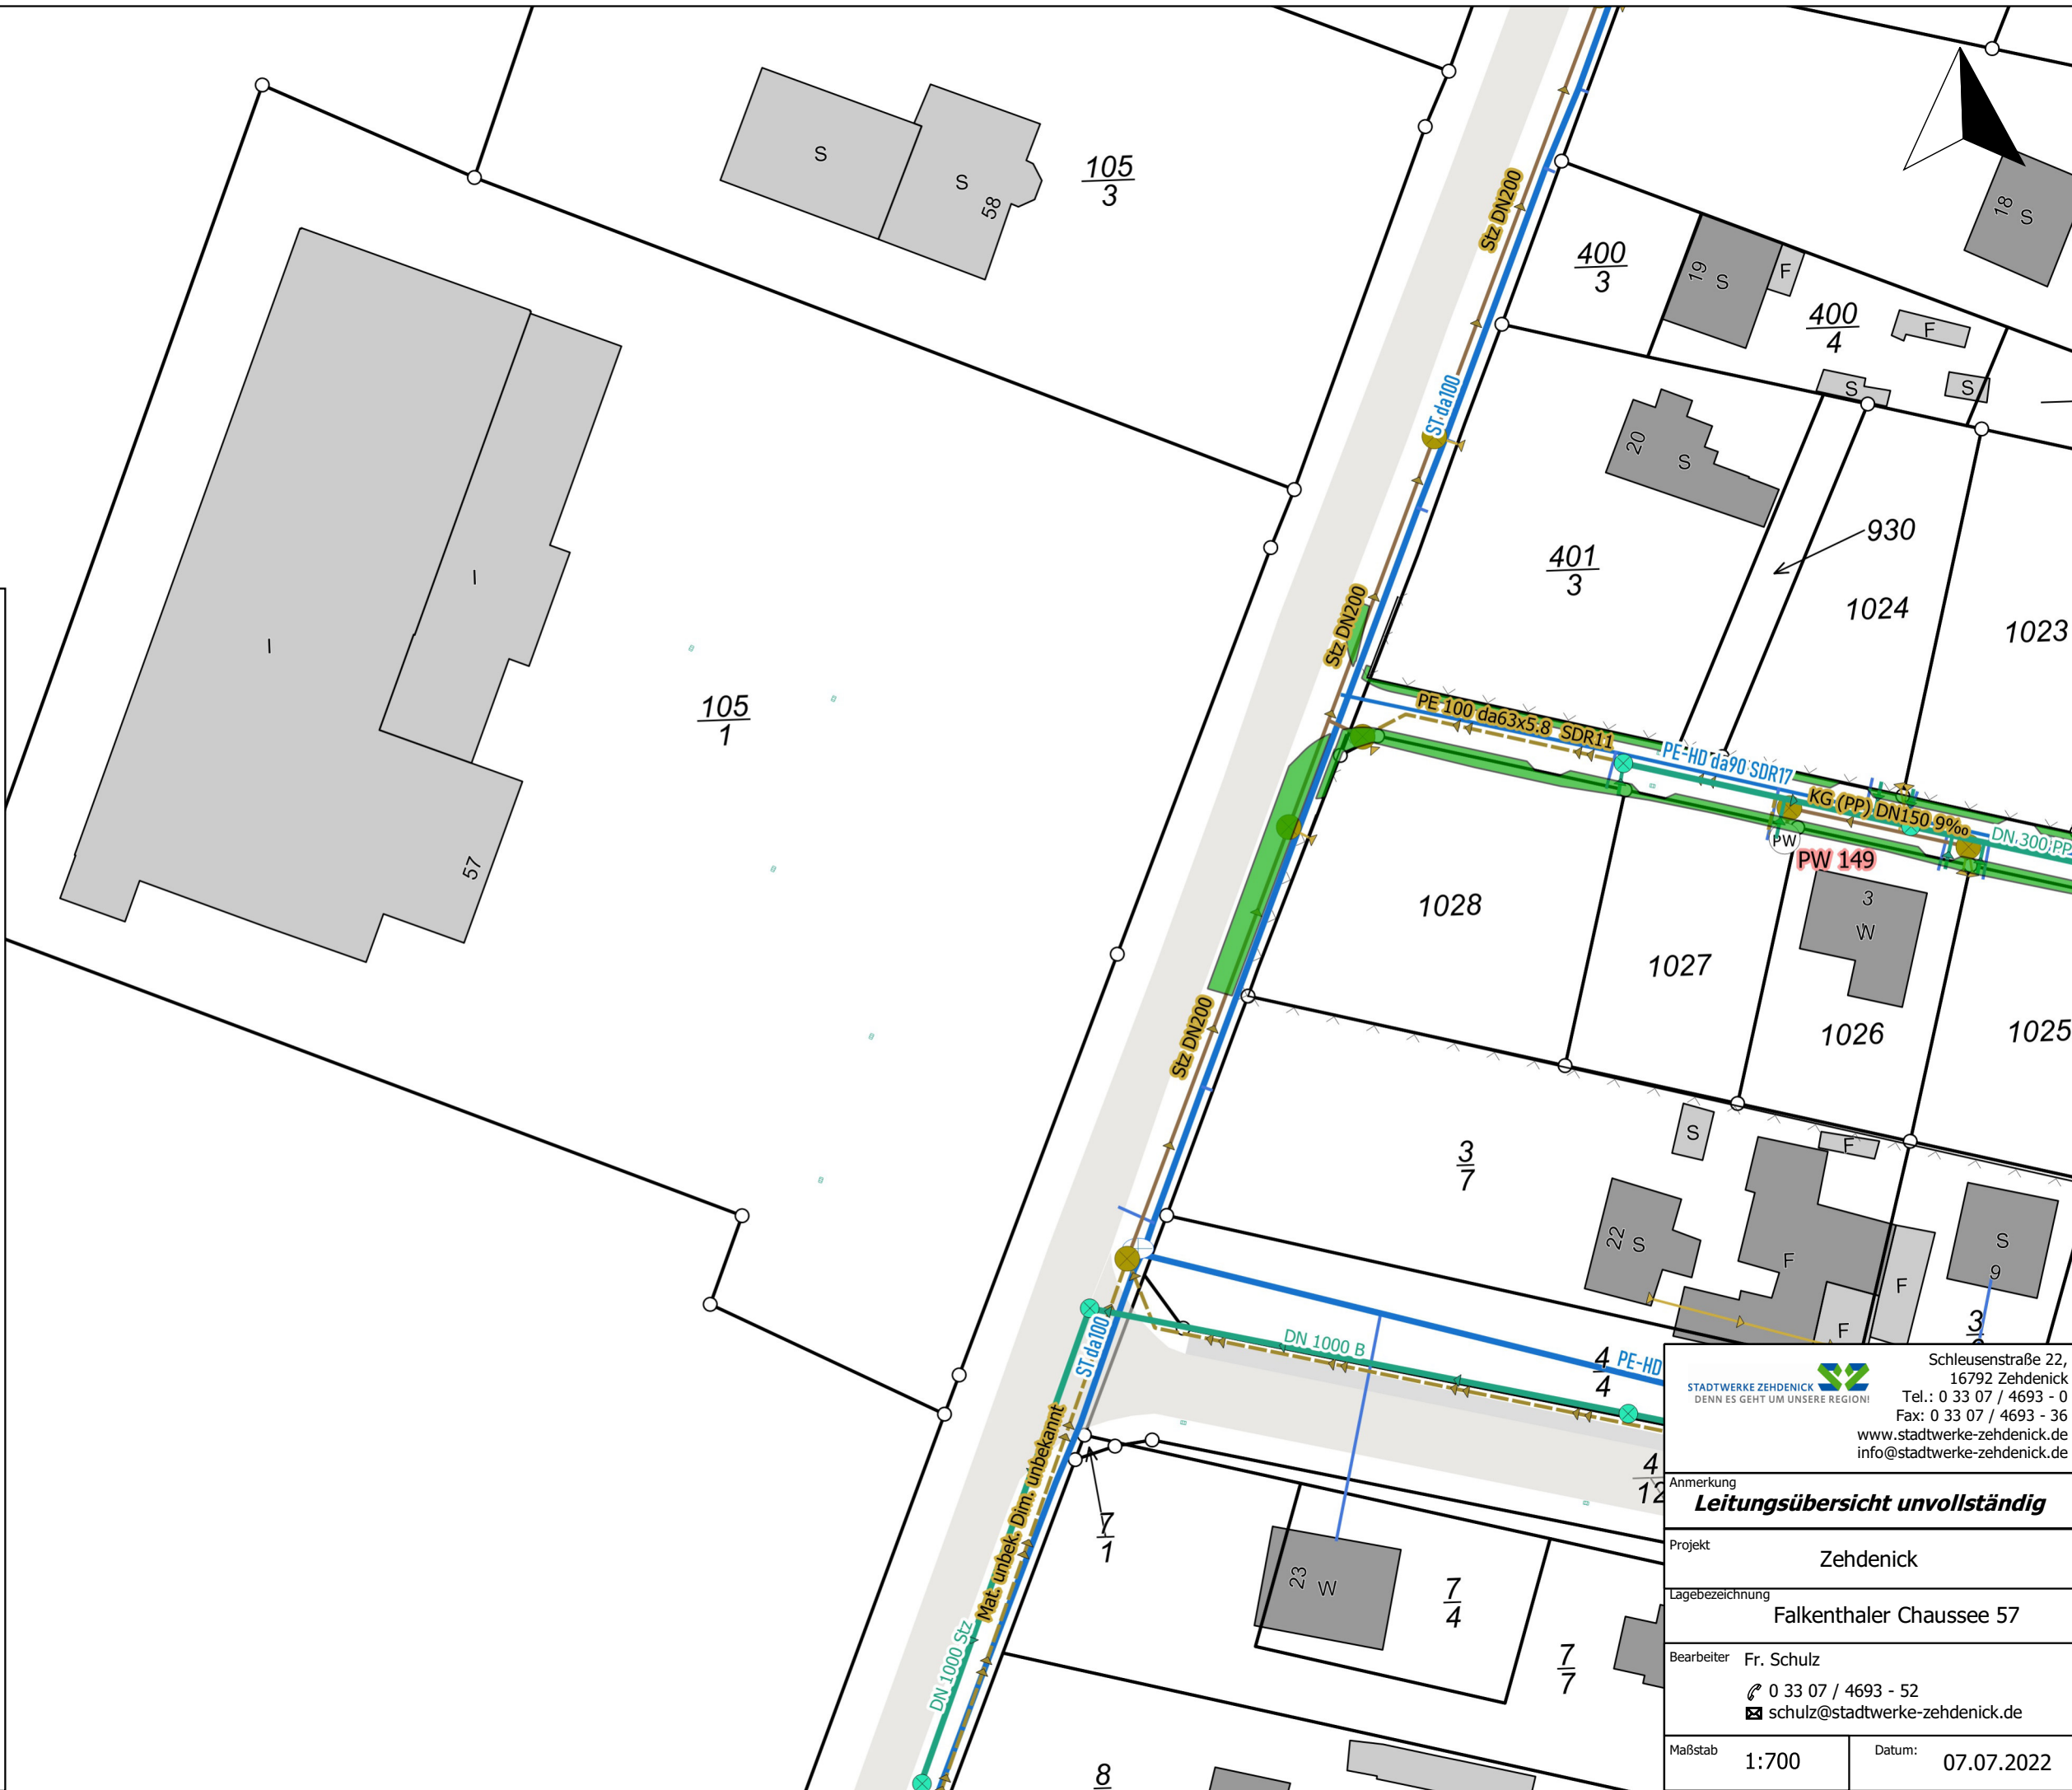 S
S
58
105
3
Stz DN200
400
3
19
S
F
18
S
400
4
F
S
S
ST da100
20
S
930
401
3
1024
1023
I
I
105
1
Stz DN200
PE 100 da63x5.8 SDR11
PE-HD da90 SDR17
KG (PP) DN150 9‰
DN 300 PP
PW
PW 149
57
1028
3
W
1027
1026
1025
Stz DN200
3
7
S
F
22
S
F
F
S
9
F
3
DN 1000 B
4
4
PE-HD
ST da100
Mat. unbek. Dim. unbekannt
4
12
7
1
23
W
7
4
7
7
DN 1000 Stz
8
STADTWERKE ZEHDENICK
DENN ES GEHT UM UNSERE REGION!
Schleusenstraße 22,
16792 Zehdenick
Tel.: 0 33 07 / 4693 - 0
Fax: 0 33 07 / 4693 - 36
www.stadtwerke-zehdenick.de
info@stadtwerke-zehdenick.de
Anmerkung
Leitungsübersicht unvollständig
Projekt
Zehdenick
Lagebezeichnung
Falkenthaler Chaussee 57
Bearbeiter Fr. Schulz
0 33 07 / 4693 - 52
schulz@stadtwerke-zehdenick.de
Maßstab 1:700
Datum: 07.07.2022